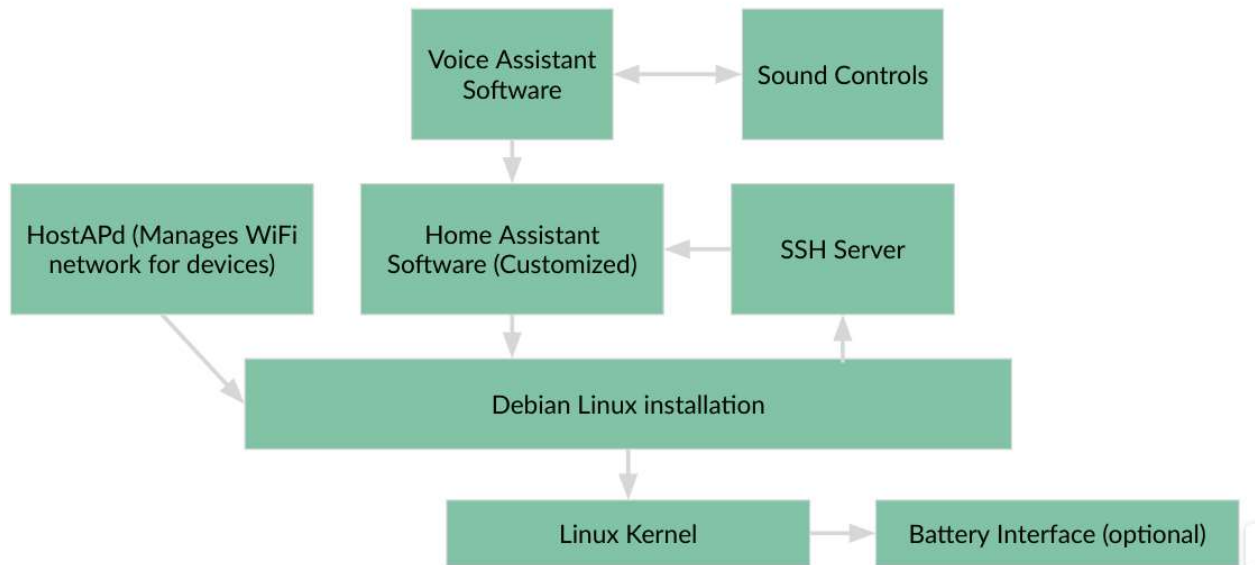 Voice Assistant
Software
Sound Controls
HostAPd (Manages WiFi
network for devices)
Home Assistant
Software (Customized)
SSH Server
Debian Linux installation
Linux Kernel
Battery Interface (optional)